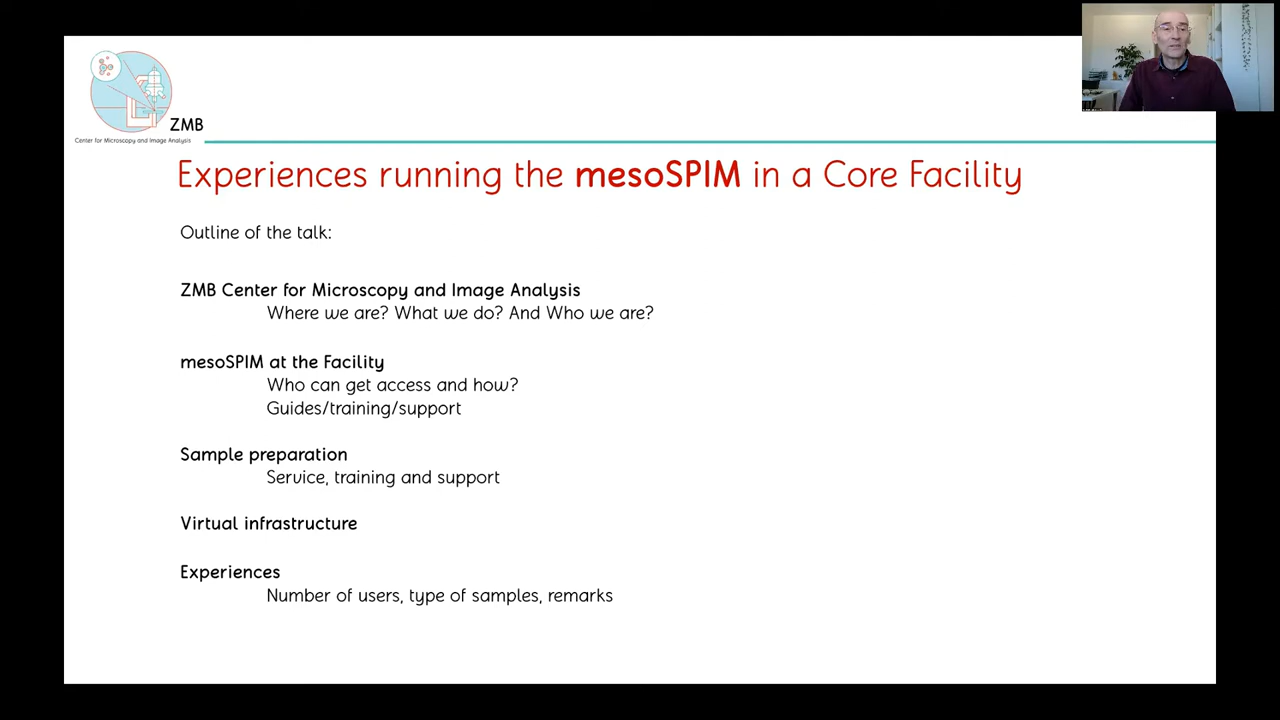 ZMB
Center for Microscopy and Image Analysis
Experiences running the mesoSPIM in a Core Facility
Outline of the talk:
ZMB Center for Microscopy and Image Analysis
Where we are? What we do? And Who we are?
mesoSPIM at the Facility
Who can get access and how?
Guides/training/support
Sample preparation
Service, training and support
Virtual infrastructure
Experiences
Number of users, type of samples, remarks